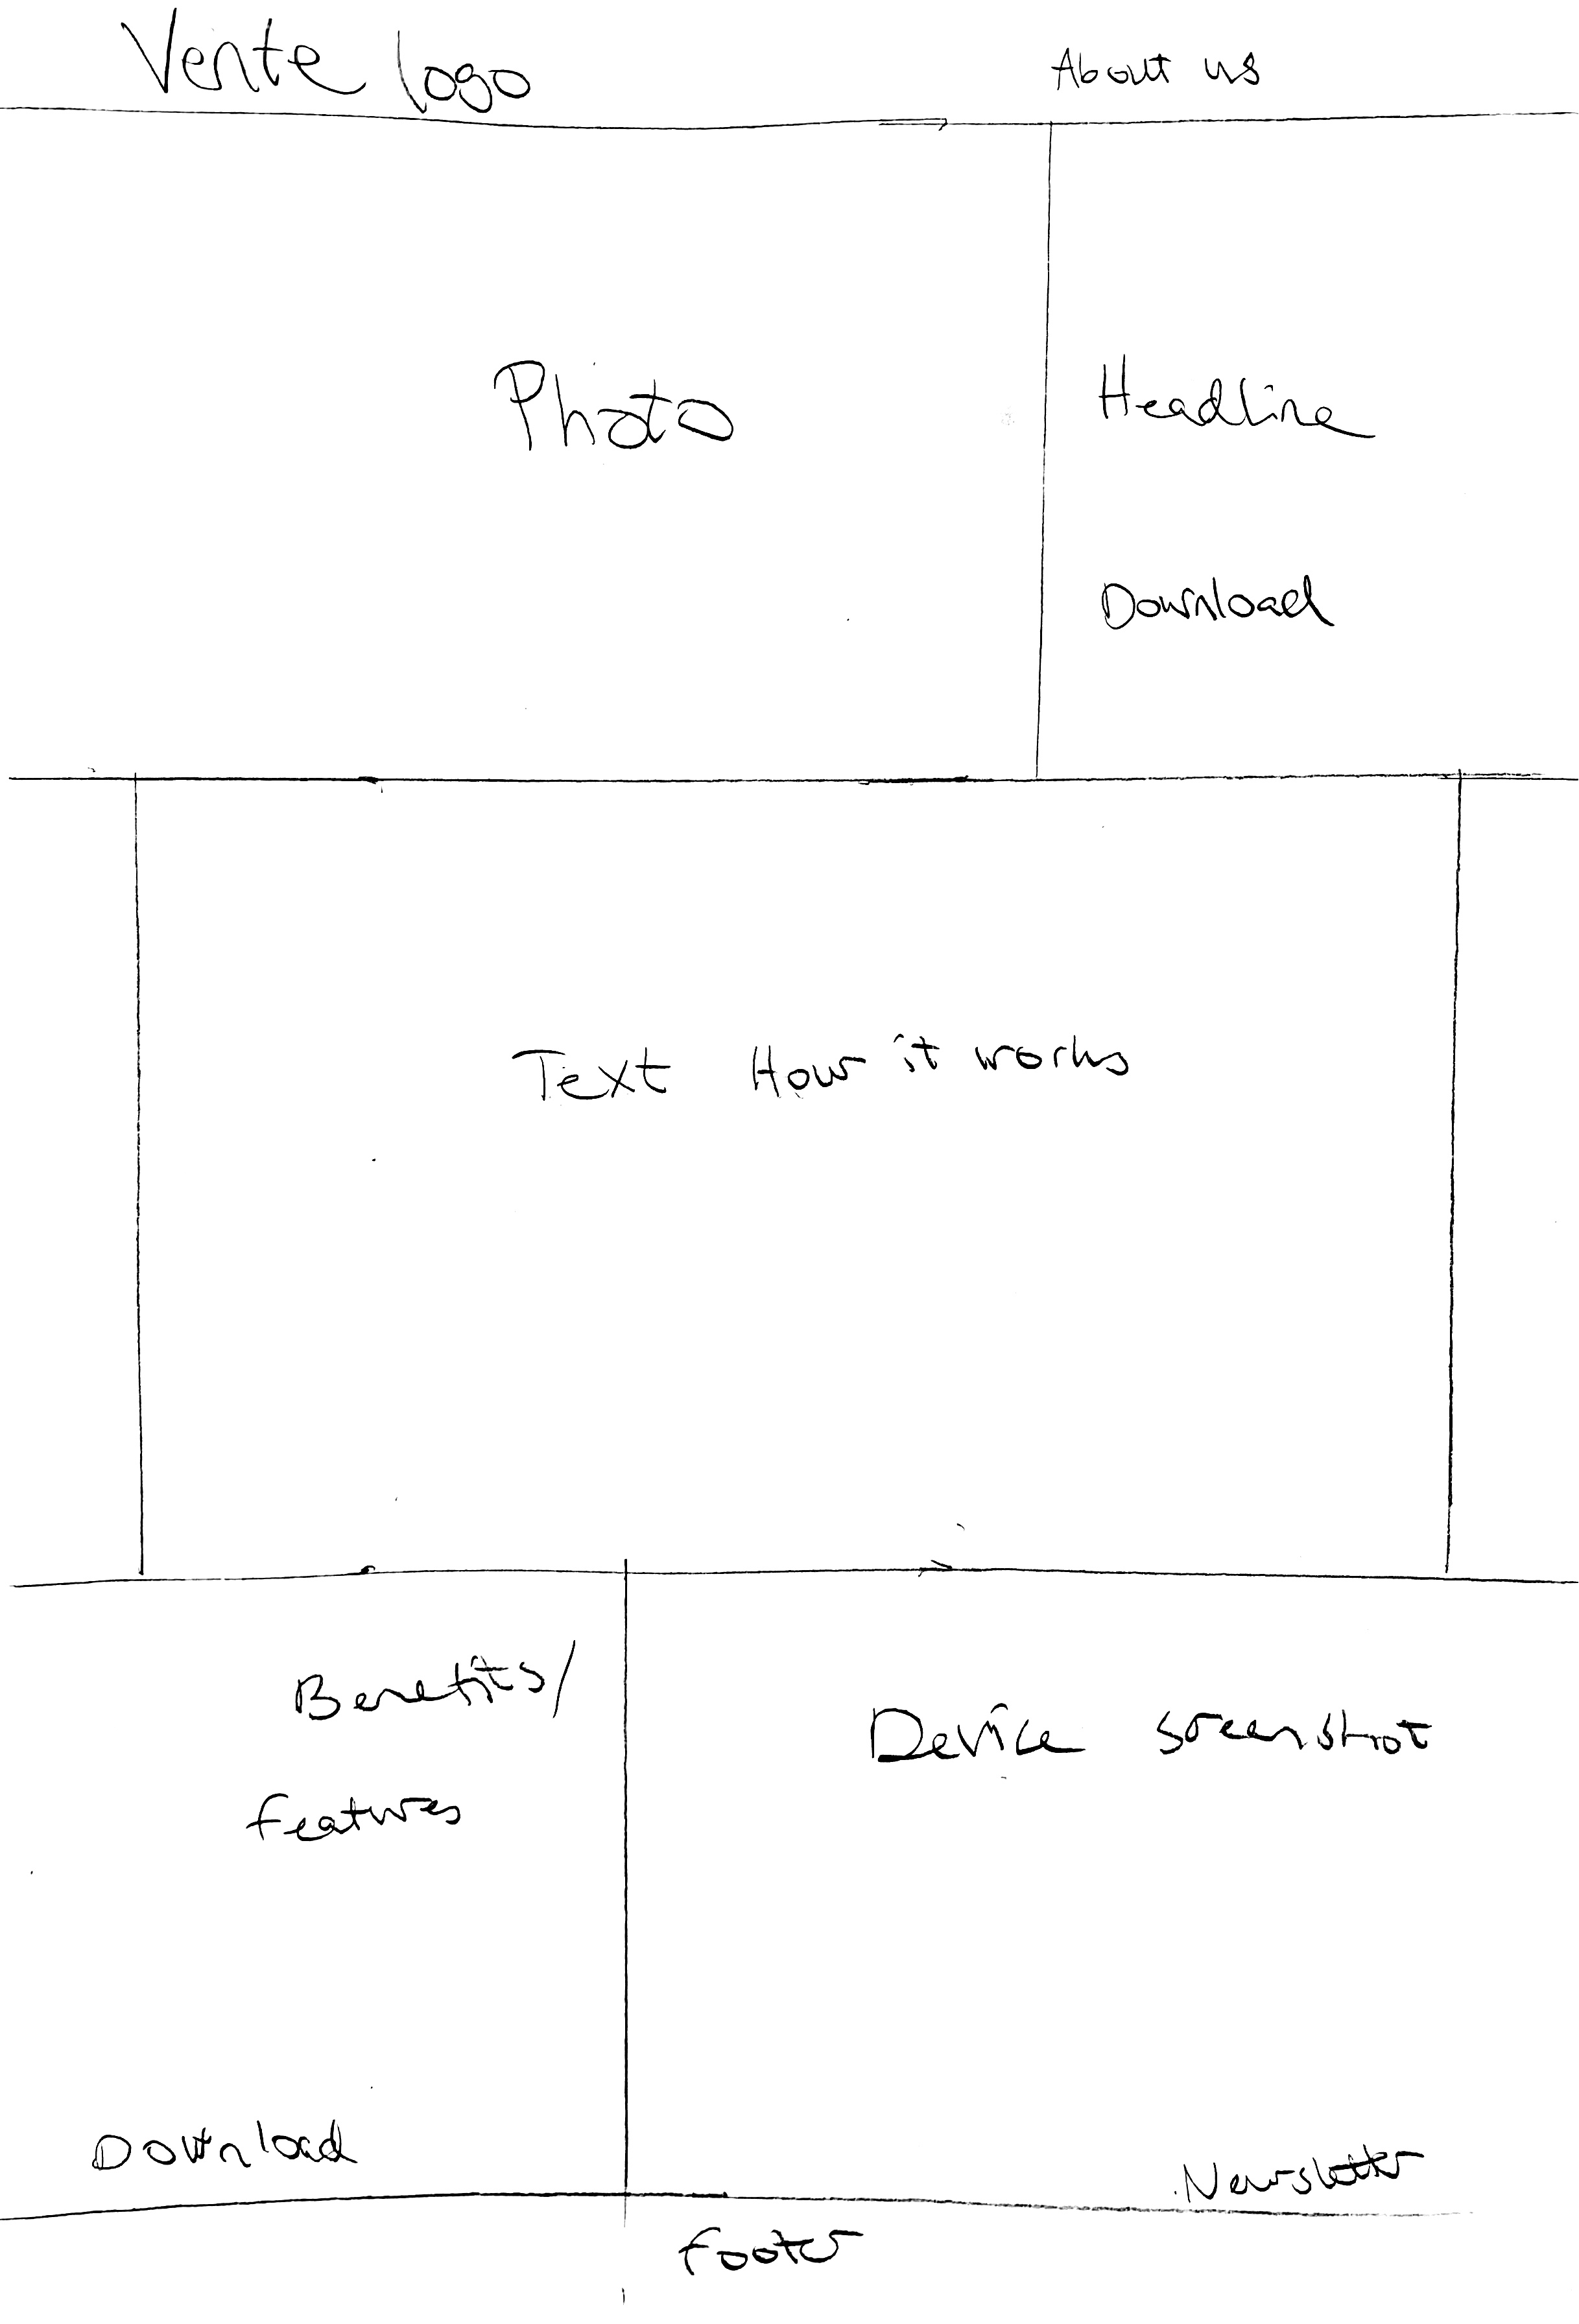 Vente logo
About us
Photo
Headline
Download
Text How it works
Benefits/
features
Device screenshot
Download
Newsletter
footer